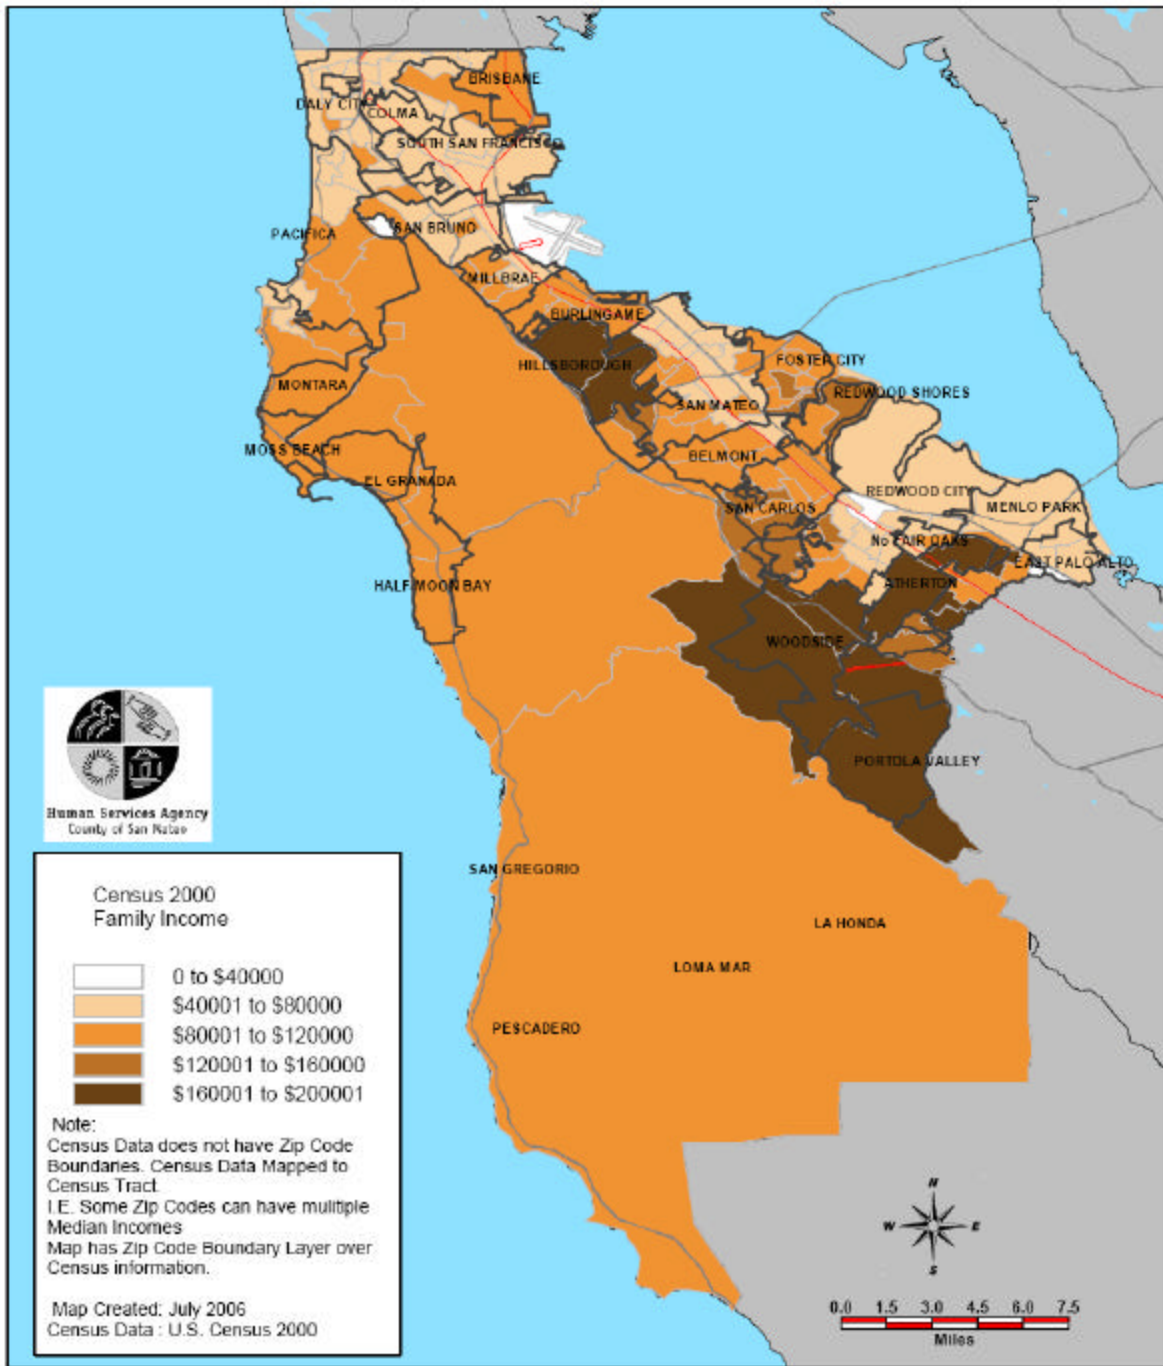 BRISBANE
DALY CITY
COLMA
SOUTH SAN FRANCISCO
PACIFICA
SAN BRUNO
MILLBRAE
BURLINGAME
HILLSBOROUGH
FOSTER CITY
REDWOOD SHORES
MONTARA
SAN MATEO
MOSS BEACH
BELMONT
EL GRANADA
REDWOOD CITY
SAN CARLOS
MENLO PARK
No FAIR OAKS
EAST PALO ALTO
HALF MOON BAY
ATHERTON
WOODSIDE
PORTOLA VALLEY
Human Services Agency
County of San Mateo
SAN GREGORIO
LA HONDA
LOMA MAR
PESCADERO
Census 2000
Family Income
0 to $40000
$40001 to $80000
$80001 to $120000
$120001 to $160000
$160001 to $200001
Note:
Census Data does not have Zip Code
Boundaries. Census Data Mapped to
Census Tract
I.E. Some Zip Codes can have mulitiple
Median Incomes
Map has Zip Code Boundary Layer over
Census information.
Map Created: July 2006
Census Data : U.S. Census 2000
N
W E
S
0.0 1.5 3.0 4.5 6.0 7.5
Miles